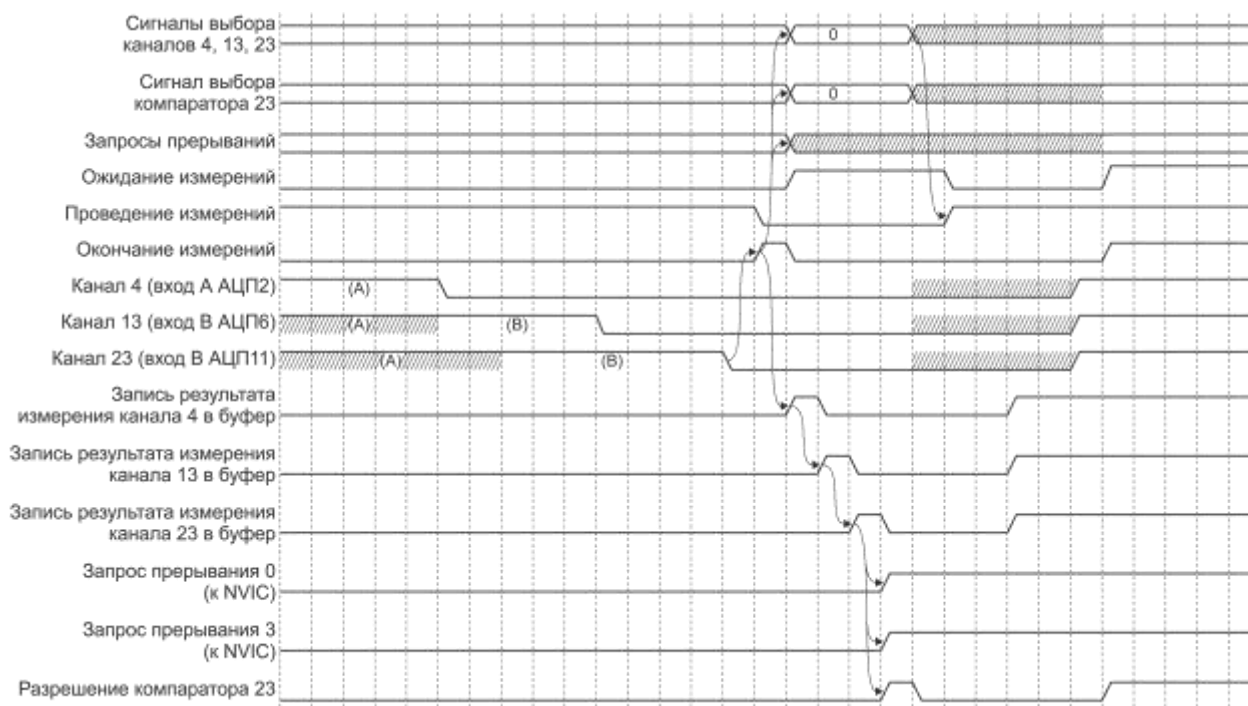 Сигналы выбора
каналов 4, 13, 23
0
Сигнал выбора
компаратора 23
0
Запросы прерываний
Ожидание измерений
Проведение измерений
Окончание измерений
Канал 4 (вход А АЦП2)
(А)
Канал 13 (вход В АЦП6)
(А)
(В)
Канал 23 (вход В АЦП11)
(А)
(В)
Запись результата
измерения канала 4 в буфер
Запись результата измерения
канала 13 в буфер
Запись результата измерения
канала 23 в буфер
Запрос прерывания 0
(к NVIC)
Запрос прерывания 3
(к NVIC)
Разрешение компаратора 23